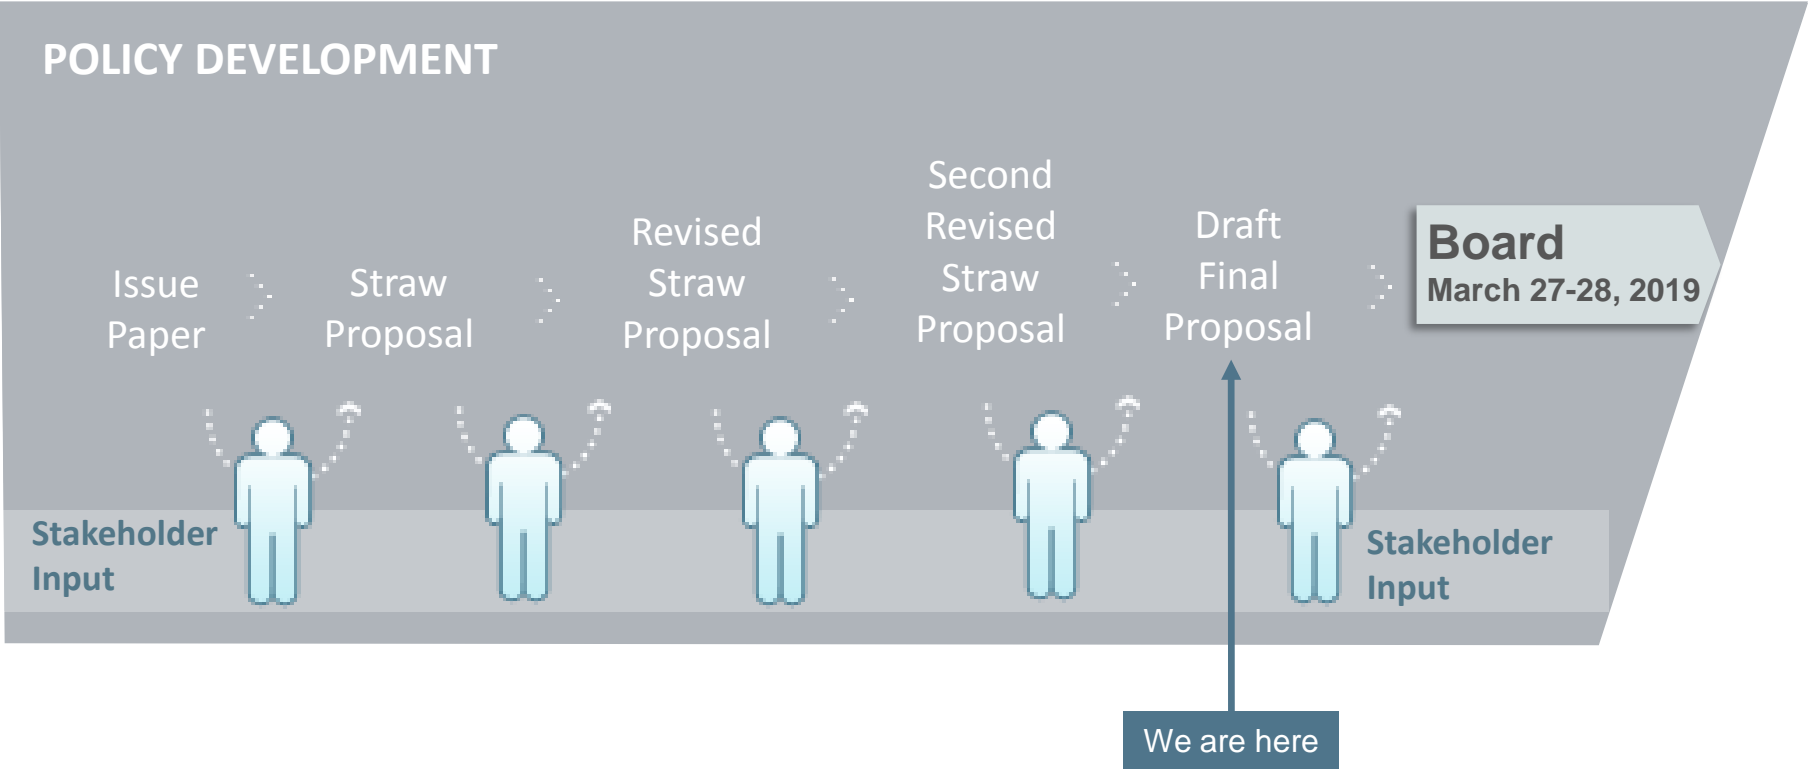 POLICY DEVELOPMENT
Issue
Paper
Straw
Proposal
Revised
Straw
Proposal
Second
Revised
Straw
Proposal
Draft
Final
Proposal
Board
March 27-28, 2019
Stakeholder
Input
Stakeholder
Input
We are here